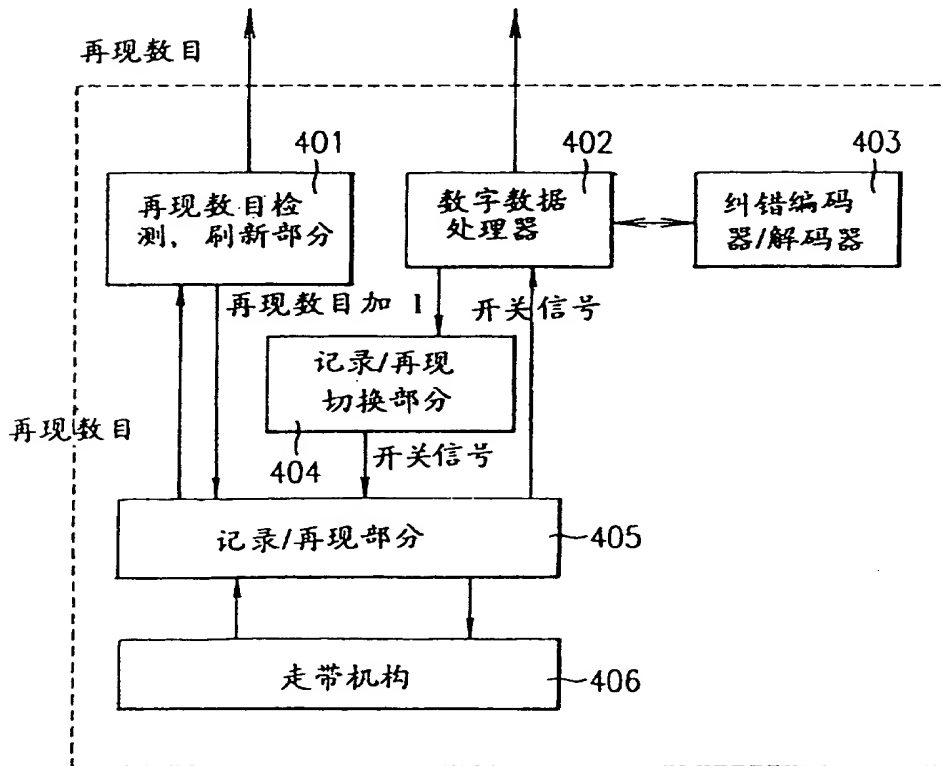 再现数目
401
402
403
再现数目检
测，刷新部分
数字数据
处理器
纠错编码
器/解码器
再现数目加 1
开关信号
记录/再现
切换部分
再现数目
404
开关信号
记录/再现部分
405
走带机构
406